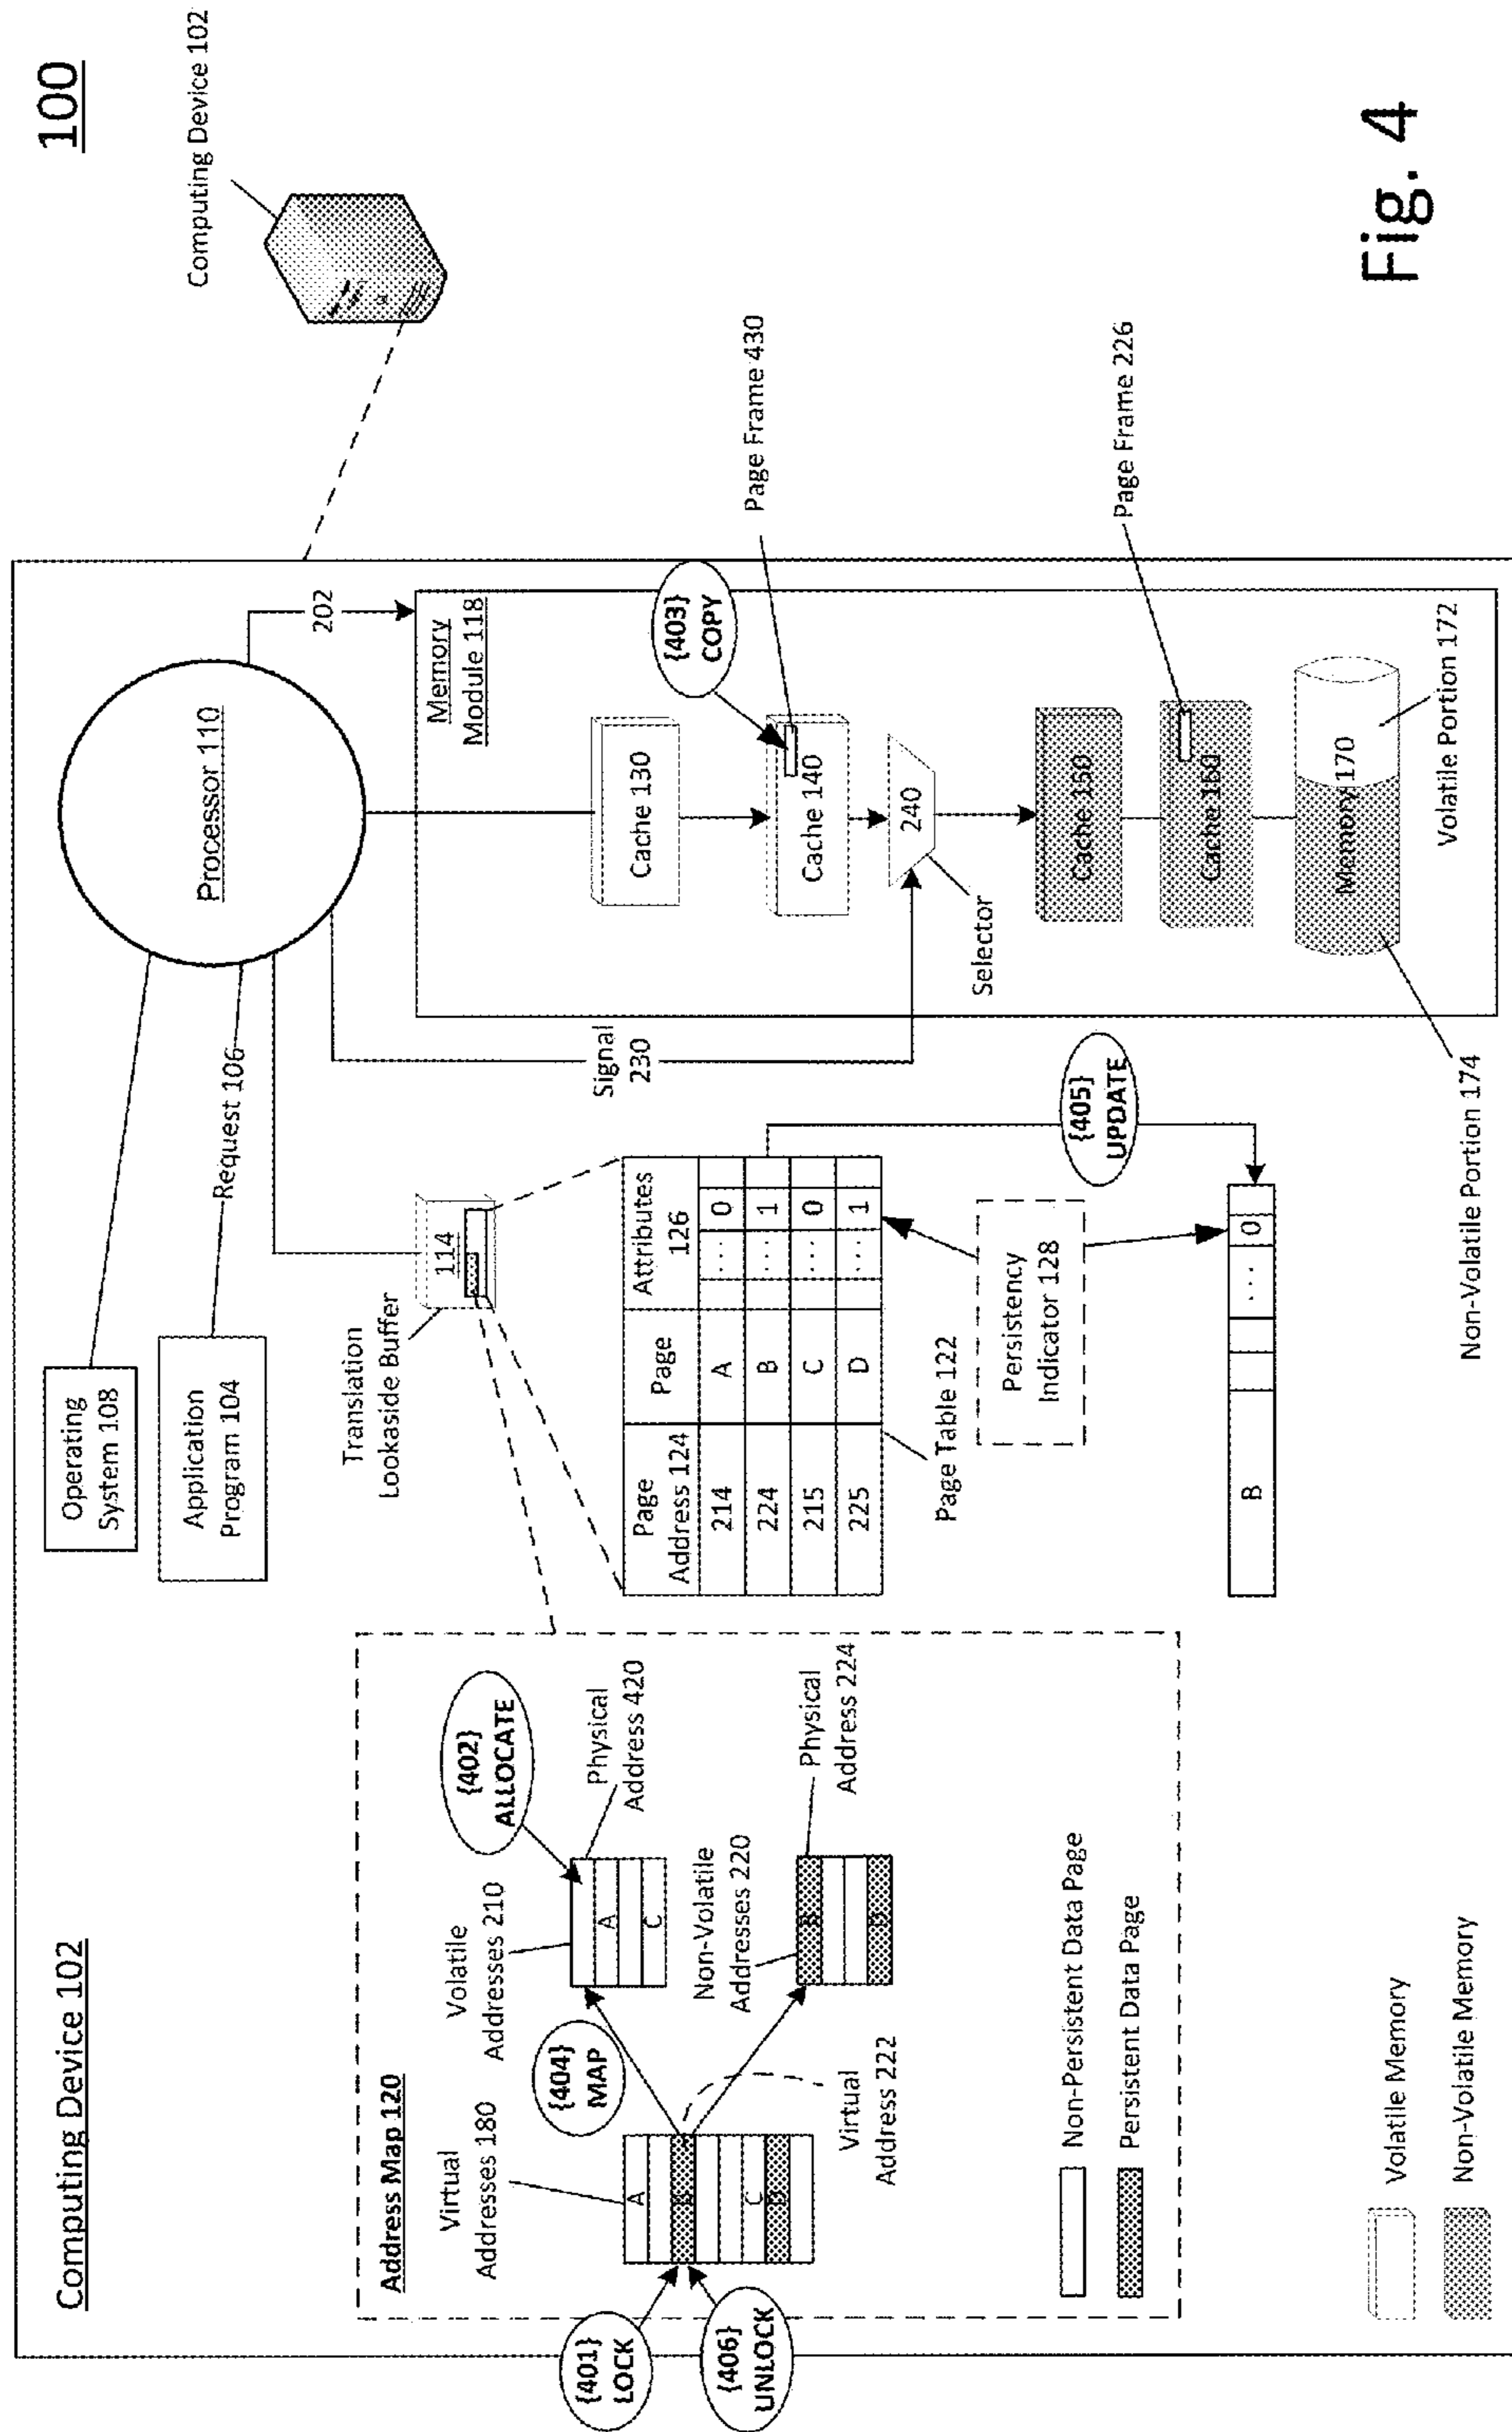 100
Computing Device 102
Computing Device 102
Operating
System 108
Application
Program 104
Request 106
Processor 110
202
Translation
Lookaside Buffer
114
Signal
230
Memory
Module 118
Cache 130
{403}
COPY
Cache 140
Page Frame 430
240
Selector
Cache 150
Cache 160
Page Frame 226
Memory 170
Volatile Portion 172
Non-Volatile Portion 174
Address Map 120
Virtual
Addresses 180
A
B
C
D
{401}
LOCK
{406}
UNLOCK
{404}
MAP
Virtual
Address 222
Volatile
Addresses 210
{402}
ALLOCATE
A
C
Physical
Address 420
Non-Volatile
Addresses 220
B
D
Physical
Address 224
Non-Persistent Data Page
Persistent Data Page
Page
Address 124
Page
Attributes
126
214 A ... 0
224 B ... 1
215 C ... 0
225 D ... 1
Page Table 122
Persistency
Indicator 128
{405}
UPDATE
B ... 0
Volatile Memory
Non-Volatile Memory
Fig. 4